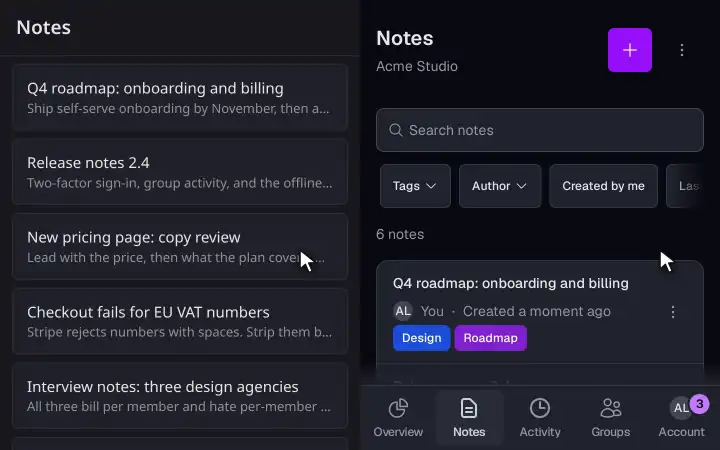 Notes
Q4 roadmap: onboarding and billing
Ship self-serve onboarding by November, then a...
Release notes 2.4
Two-factor sign-in, group activity, and the offline...
New pricing page: copy review
Lead with the price, then what the plan cover
Checkout fails for EU VAT numbers
Stripe rejects numbers with spaces. Strip them b...
Interview notes: three design agencies
All three bill per member and hate per-member ...
Notes
Acme Studio
Search notes
Tags
Author
Created by me
Las
6 notes
Q4 roadmap: onboarding and billing
AL You · Created a moment ago
Design Roadmap
Overview
Notes
Activity
Groups
AL 3
Account